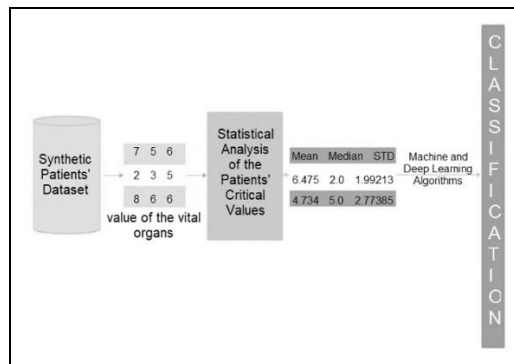 Synthetic
Patients'
Dataset
7 5 6
2 3 5
8 6 6
value of the vital
organs
Statistical
Analysis
of the
Patients'
Critical
Values
Mean Median STD
6.475 2.0 1.99213
4.734 5.0 2.77385
Machine and
Deep Learning
Algorithms
CLASSIFICATION